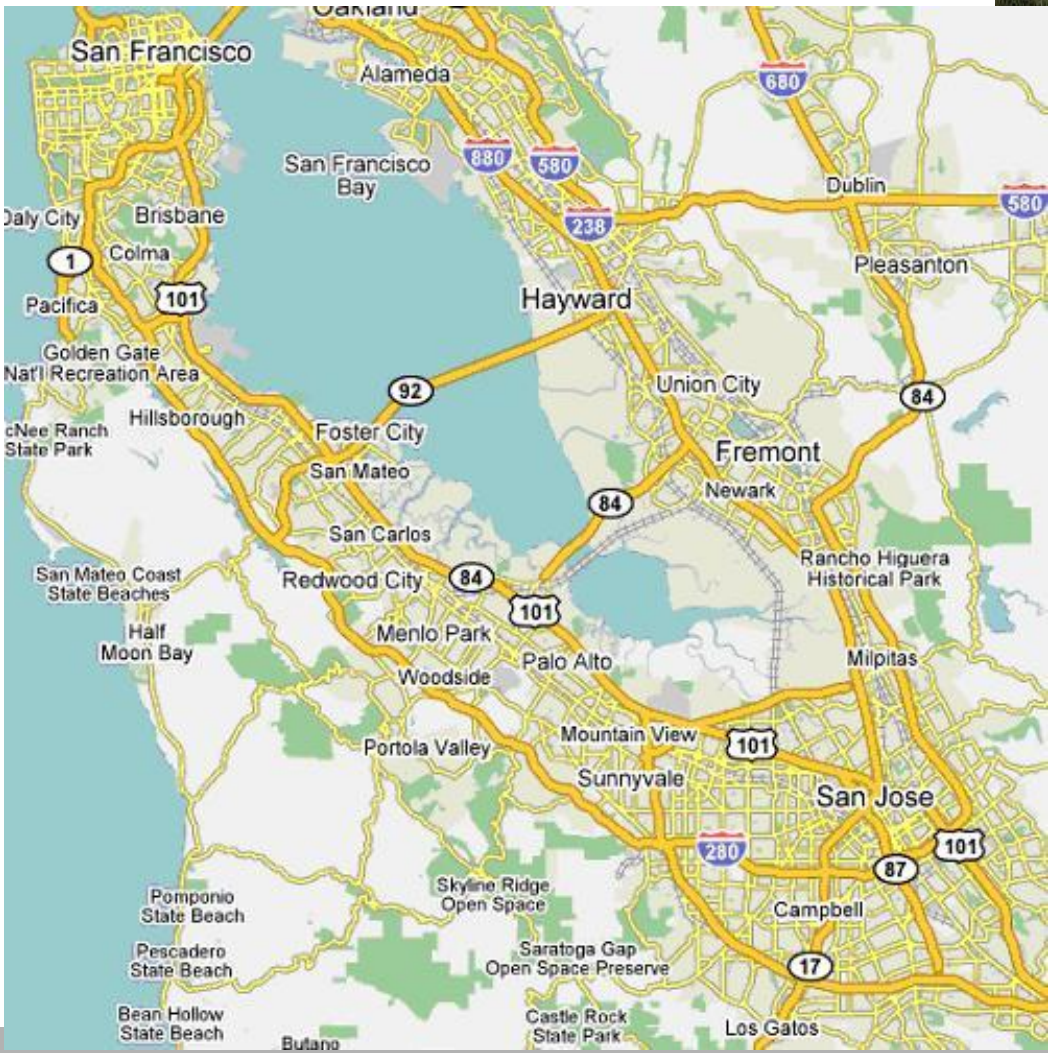 Oakland
San Francisco
Alameda
680
San Francisco
Bay
880
580
Dublin
580
238
Daly City
Brisbane
Colma
1
Pleasanton
Pacifica
101
Hayward
Golden Gate
Nat'l Recreation Area
92
Union City
84
Hillsborough
Foster City
cNee Ranch
State Park
San Mateo
Fremont
Newark
84
San Carlos
Rancho Higuera
Historical Park
San Mateo Coast
State Beaches
Redwood City
84
101
Half
Moon Bay
Menlo Park
Palo Alto
Milpitas
Woodside
Portola Valley
Mountain View
101
Sunnyvale
San Jose
280
101
87
Skyline Ridge
Open Space
Pomponio
State Beach
Campbell
Pescadero
State Beach
Saratoga Gap
Open Space Preserve
17
Bean Hollow
State Beach
Castle Rock
State Park
Los Gatos
Butano